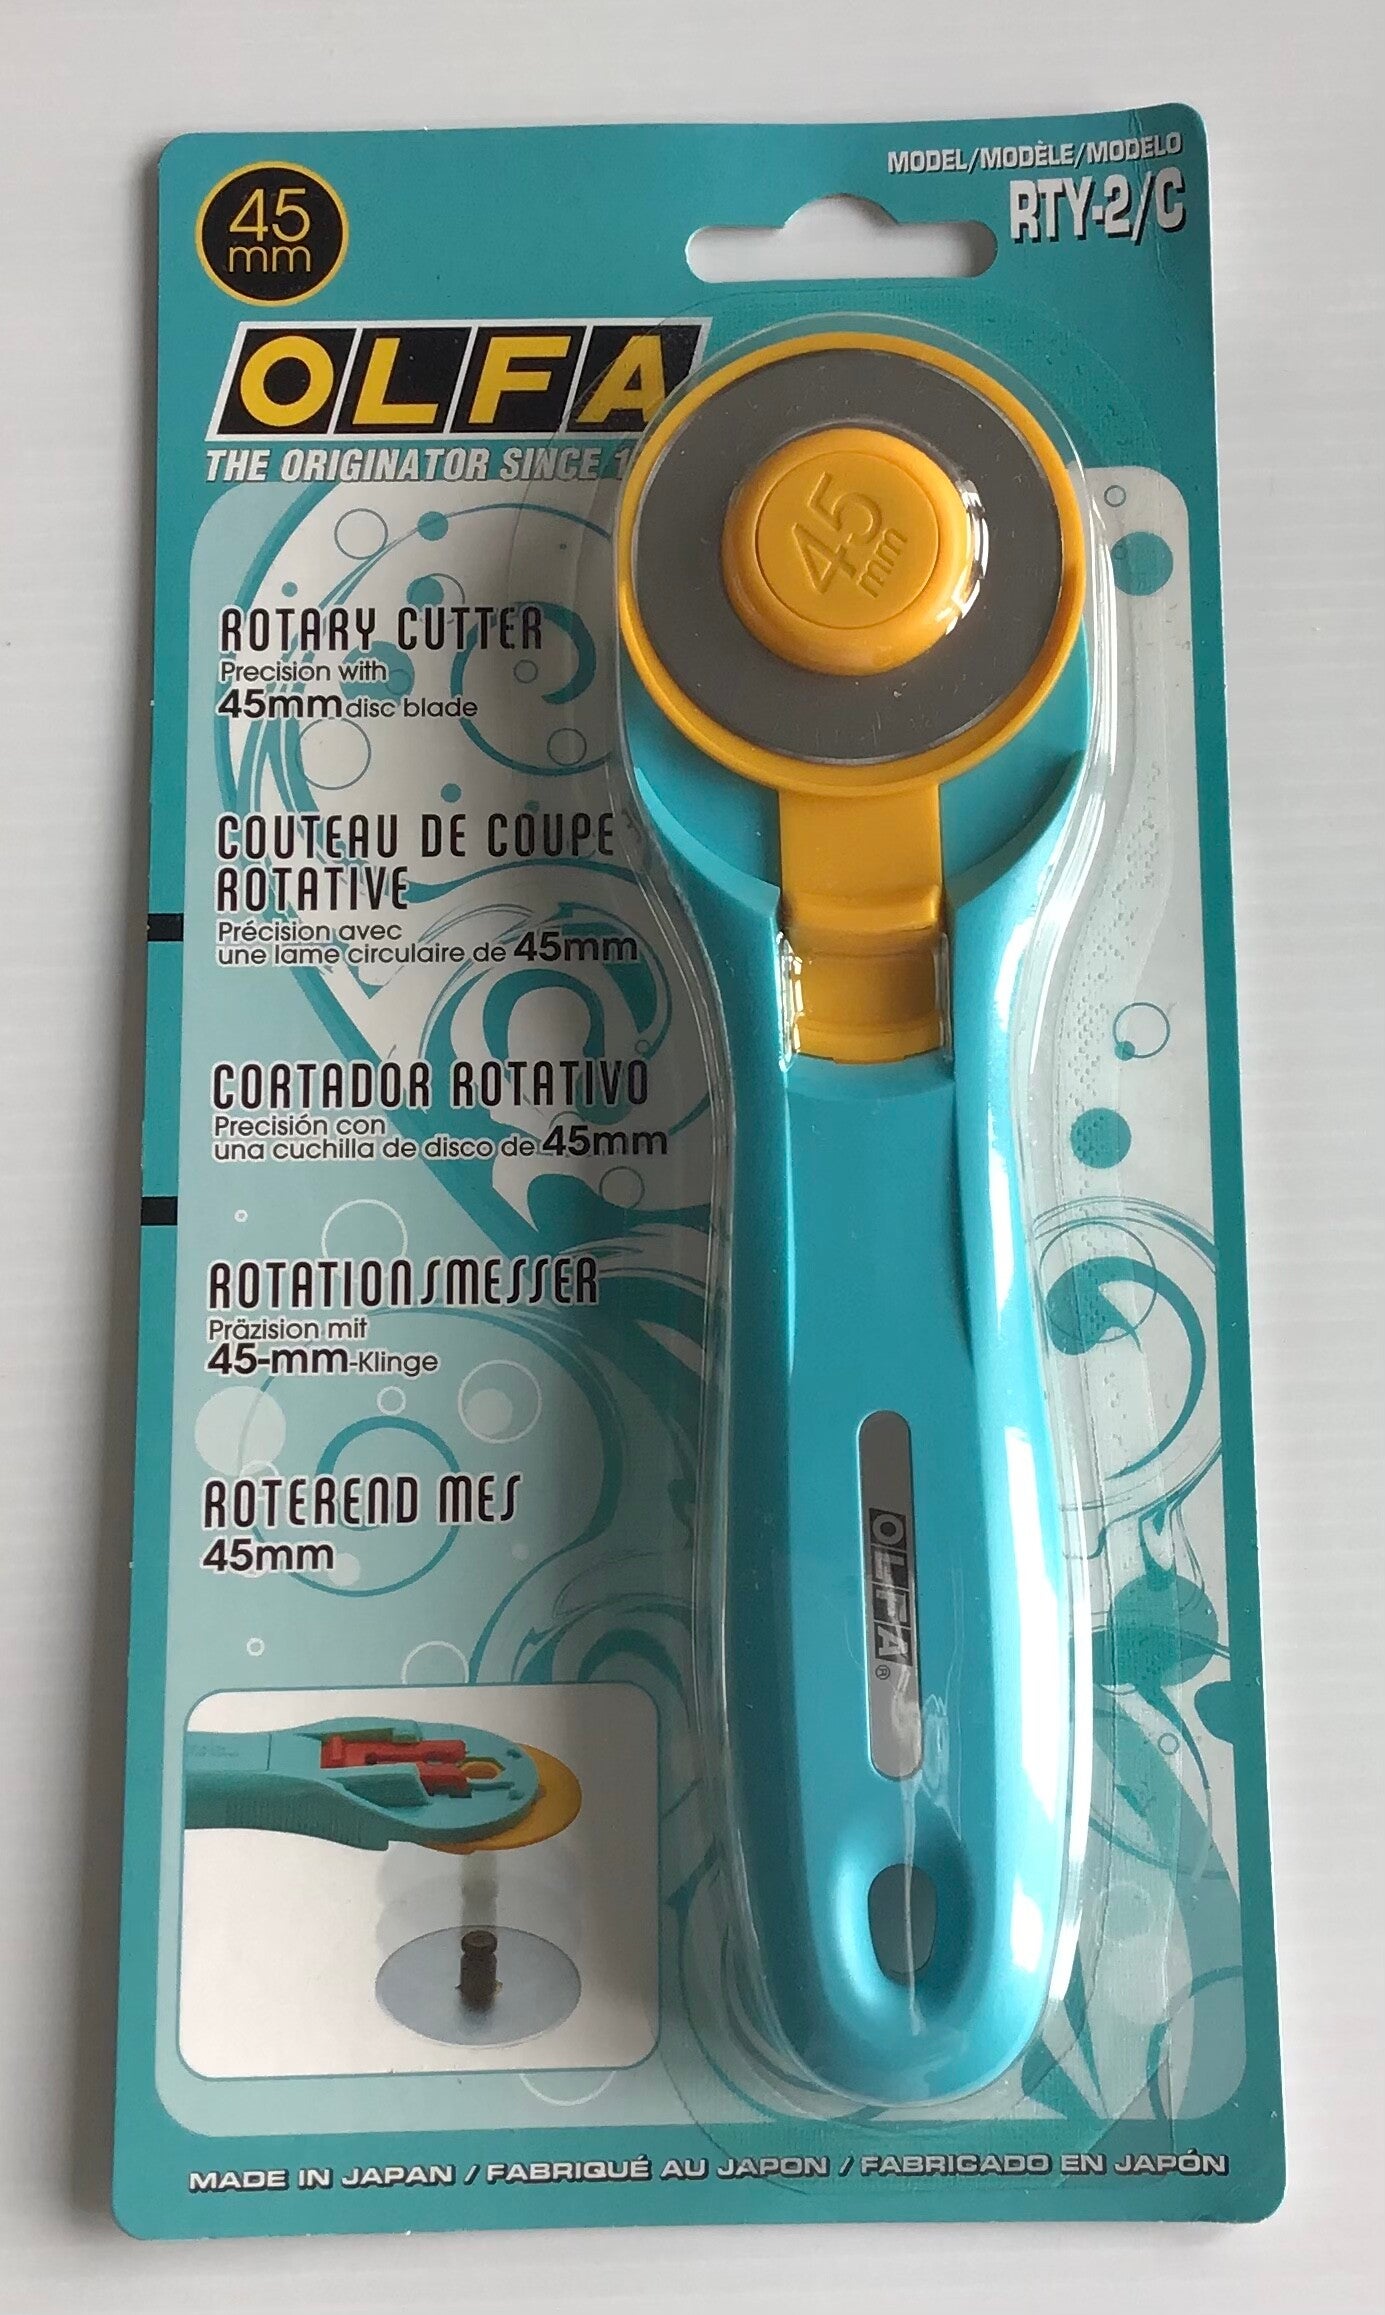 45
mm
MODEL/MODÈLE/MODELO
RTY-2/C
OLFA
THE ORIGINATOR SINCE
45
mm
ROTARY CUTTER
Precision with
45mm disc blade
COUTEAU DE COUPE
ROTATIVE
Précision avec
une lame circulaire de 45mm
CORTADOR ROTATIVO
Precisión con
una cuchilla de disco de 45mm
ROTATIONSMESSER
Präzision mit
45-mm-Klinge
ROTEREND MES
45mm
OLFA®
MADE IN JAPAN / FABRIQUÉ AU JAPON / FABRICADO EN JAPÓN